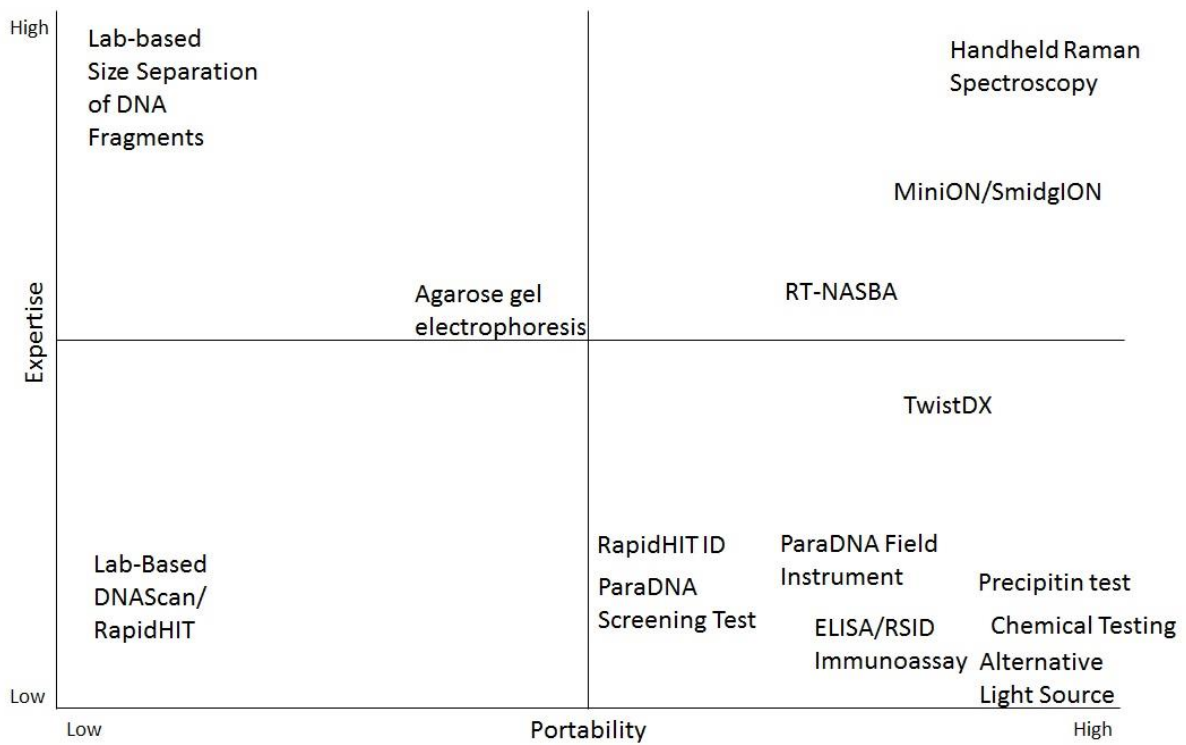 High
Lab-based
Size Separation
of DNA
Fragments
Handheld Raman
Spectroscopy
MiniON/SmidgION
Agarose gel
electrophoresis
RT-NASBA
Expertise
TwistDX
Lab-Based
DNAScan/
RapidHIT
RapidHIT ID
ParaDNA
Screening Test
ParaDNA Field
Instrument
Precipitin test
ELISA/RSID
Immunoassay
Chemical Testing
Alternative
Light Source
Low
Low
Portability
High